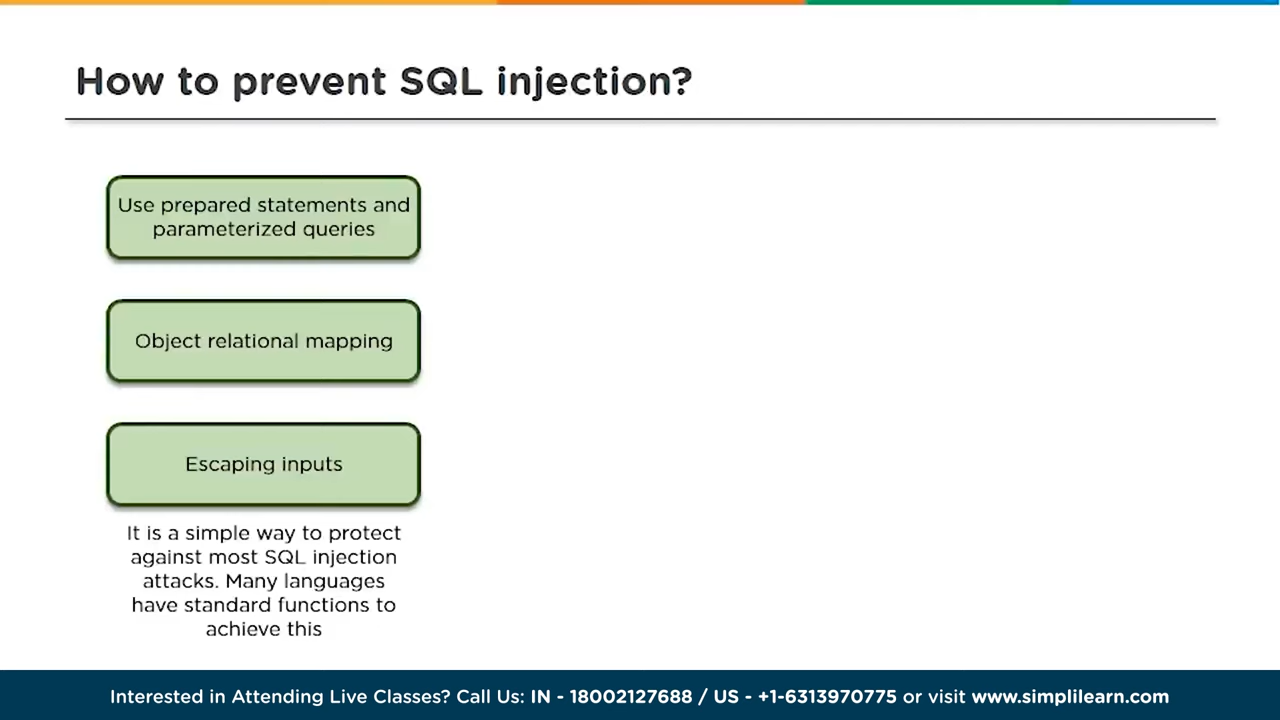 How to prevent SQL injection?
Use prepared statements and
parameterized queries
Object relational mapping
Escaping inputs
It is a simple way to protect
against most SQL injection
attacks. Many languages
have standard functions to
achieve this
Interested in Attending Live Classes? Call Us: IN - 18002127688 / US - +1-6313970775 or visit www.simplilearn.com